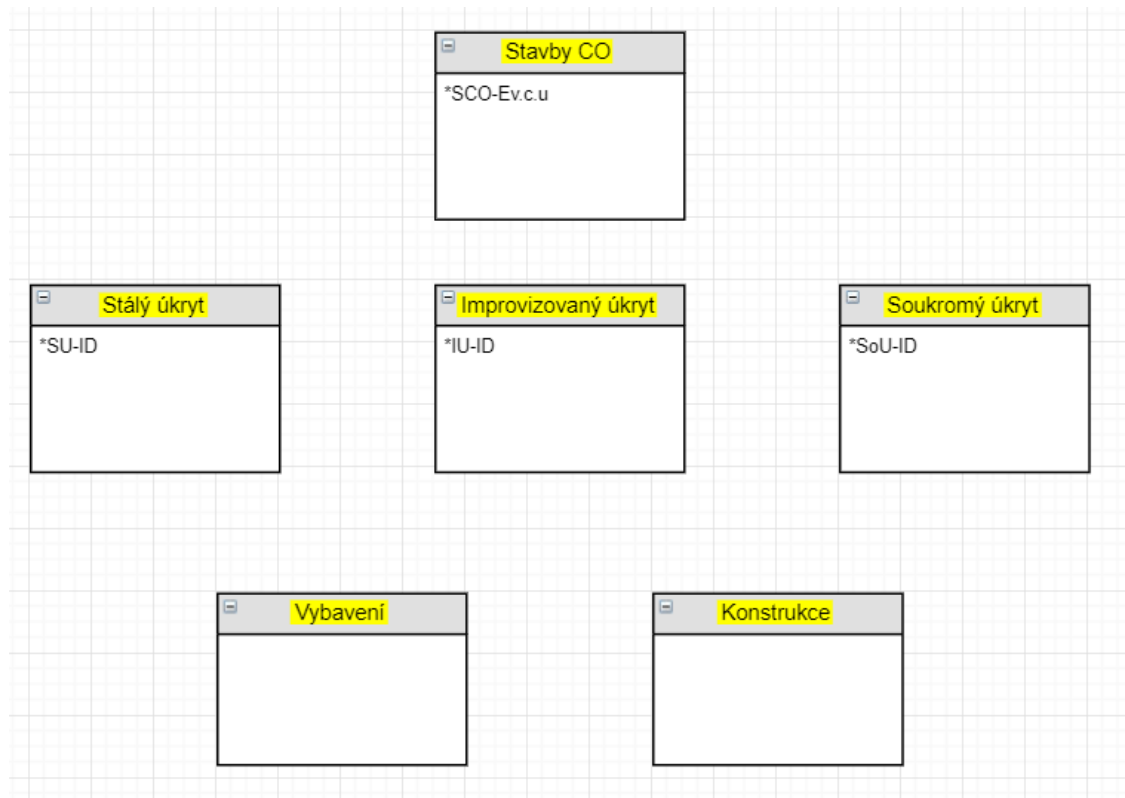 Stavby CO
*SCO-Ev.c.u
Stálý úkryt
*SU-ID
Improvizovaný úkryt
*IU-ID
Soukromý úkryt
*SoU-ID
Vybavení
Konstrukce